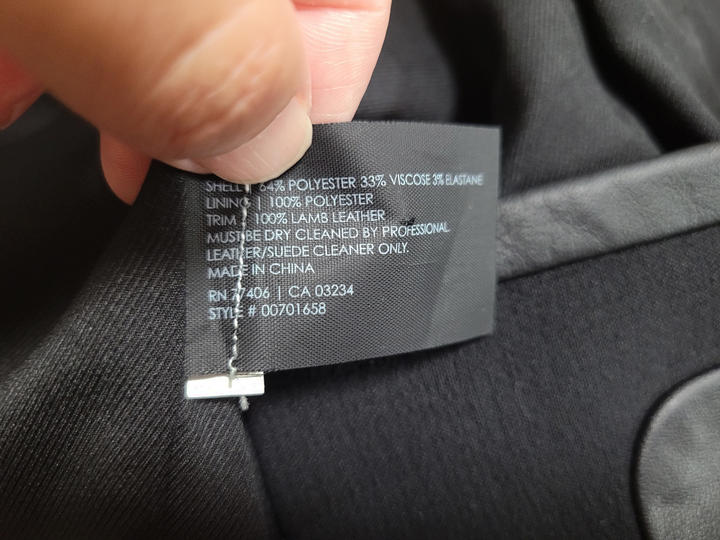 SHELL | 64% POLYESTER 33% VISCOSE 3% ELASTANE
LINING | 100% POLYESTER
TRIM | 100% LAMB LEATHER
MUST BE DRY CLEANED BY PROFESSIONAL
LEATHER/SUEDE CLEANER ONLY.
MADE IN CHINA
RN 77406 | CA 03234
STYLE # 00701658